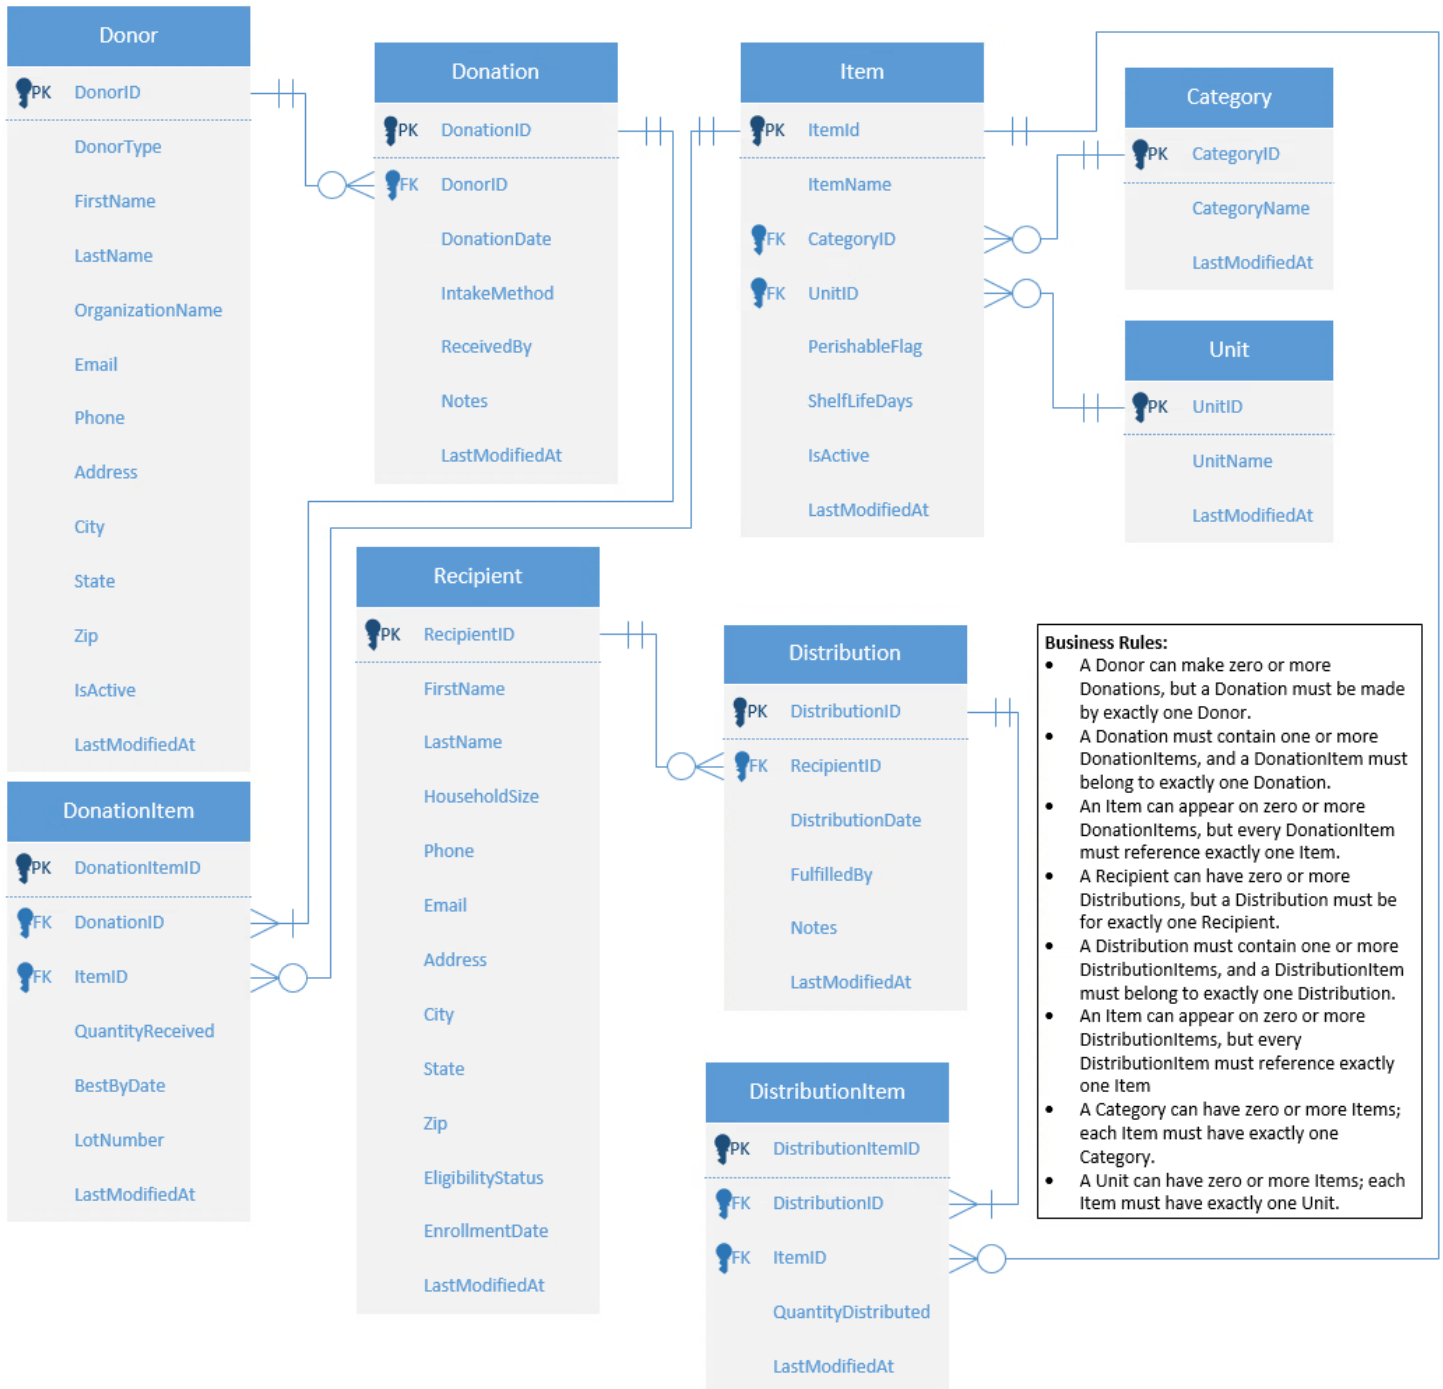 Donor
PK DonorID
DonorType
FirstName
LastName
OrganizationName
Email
Phone
Address
City
State
Zip
IsActive
LastModifiedAt
Donation
PK DonationID
FK DonorID
DonationDate
IntakeMethod
ReceivedBy
Notes
LastModifiedAt
Item
PK ItemId
ItemName
FK CategoryID
FK UnitID
PerishableFlag
ShelfLifeDays
IsActive
LastModifiedAt
Category
PK CategoryID
CategoryName
LastModifiedAt
Unit
PK UnitID
UnitName
LastModifiedAt
DonationItem
PK DonationItemID
FK DonationID
FK ItemID
QuantityReceived
BestByDate
LotNumber
LastModifiedAt
Recipient
PK RecipientID
FirstName
LastName
HouseholdSize
Phone
Email
Address
City
State
Zip
EligibilityStatus
EnrollmentDate
LastModifiedAt
Distribution
PK DistributionID
FK RecipientID
DistributionDate
FulfilledBy
Notes
LastModifiedAt
DistributionItem
PK DistributionItemID
FK DistributionID
FK ItemID
QuantityDistributed
LastModifiedAt
Business Rules:
• A Donor can make zero or more
Donations, but a Donation must be made
by exactly one Donor.
• A Donation must contain one or more
DonationItems, and a DonationItem must
belong to exactly one Donation.
• An Item can appear on zero or more
DonationItems, but every DonationItem
must reference exactly one Item.
• A Recipient can have zero or more
Distributions, but a Distribution must be
for exactly one Recipient.
• A Distribution must contain one or more
DistributionItems, and a DistributionItem
must belong to exactly one Distribution.
• An Item can appear on zero or more
DistributionItems, but every
DistributionItem must reference exactly
one Item
• A Category can have zero or more Items;
each Item must have exactly one
Category.
• A Unit can have zero or more Items; each
Item must have exactly one Unit.